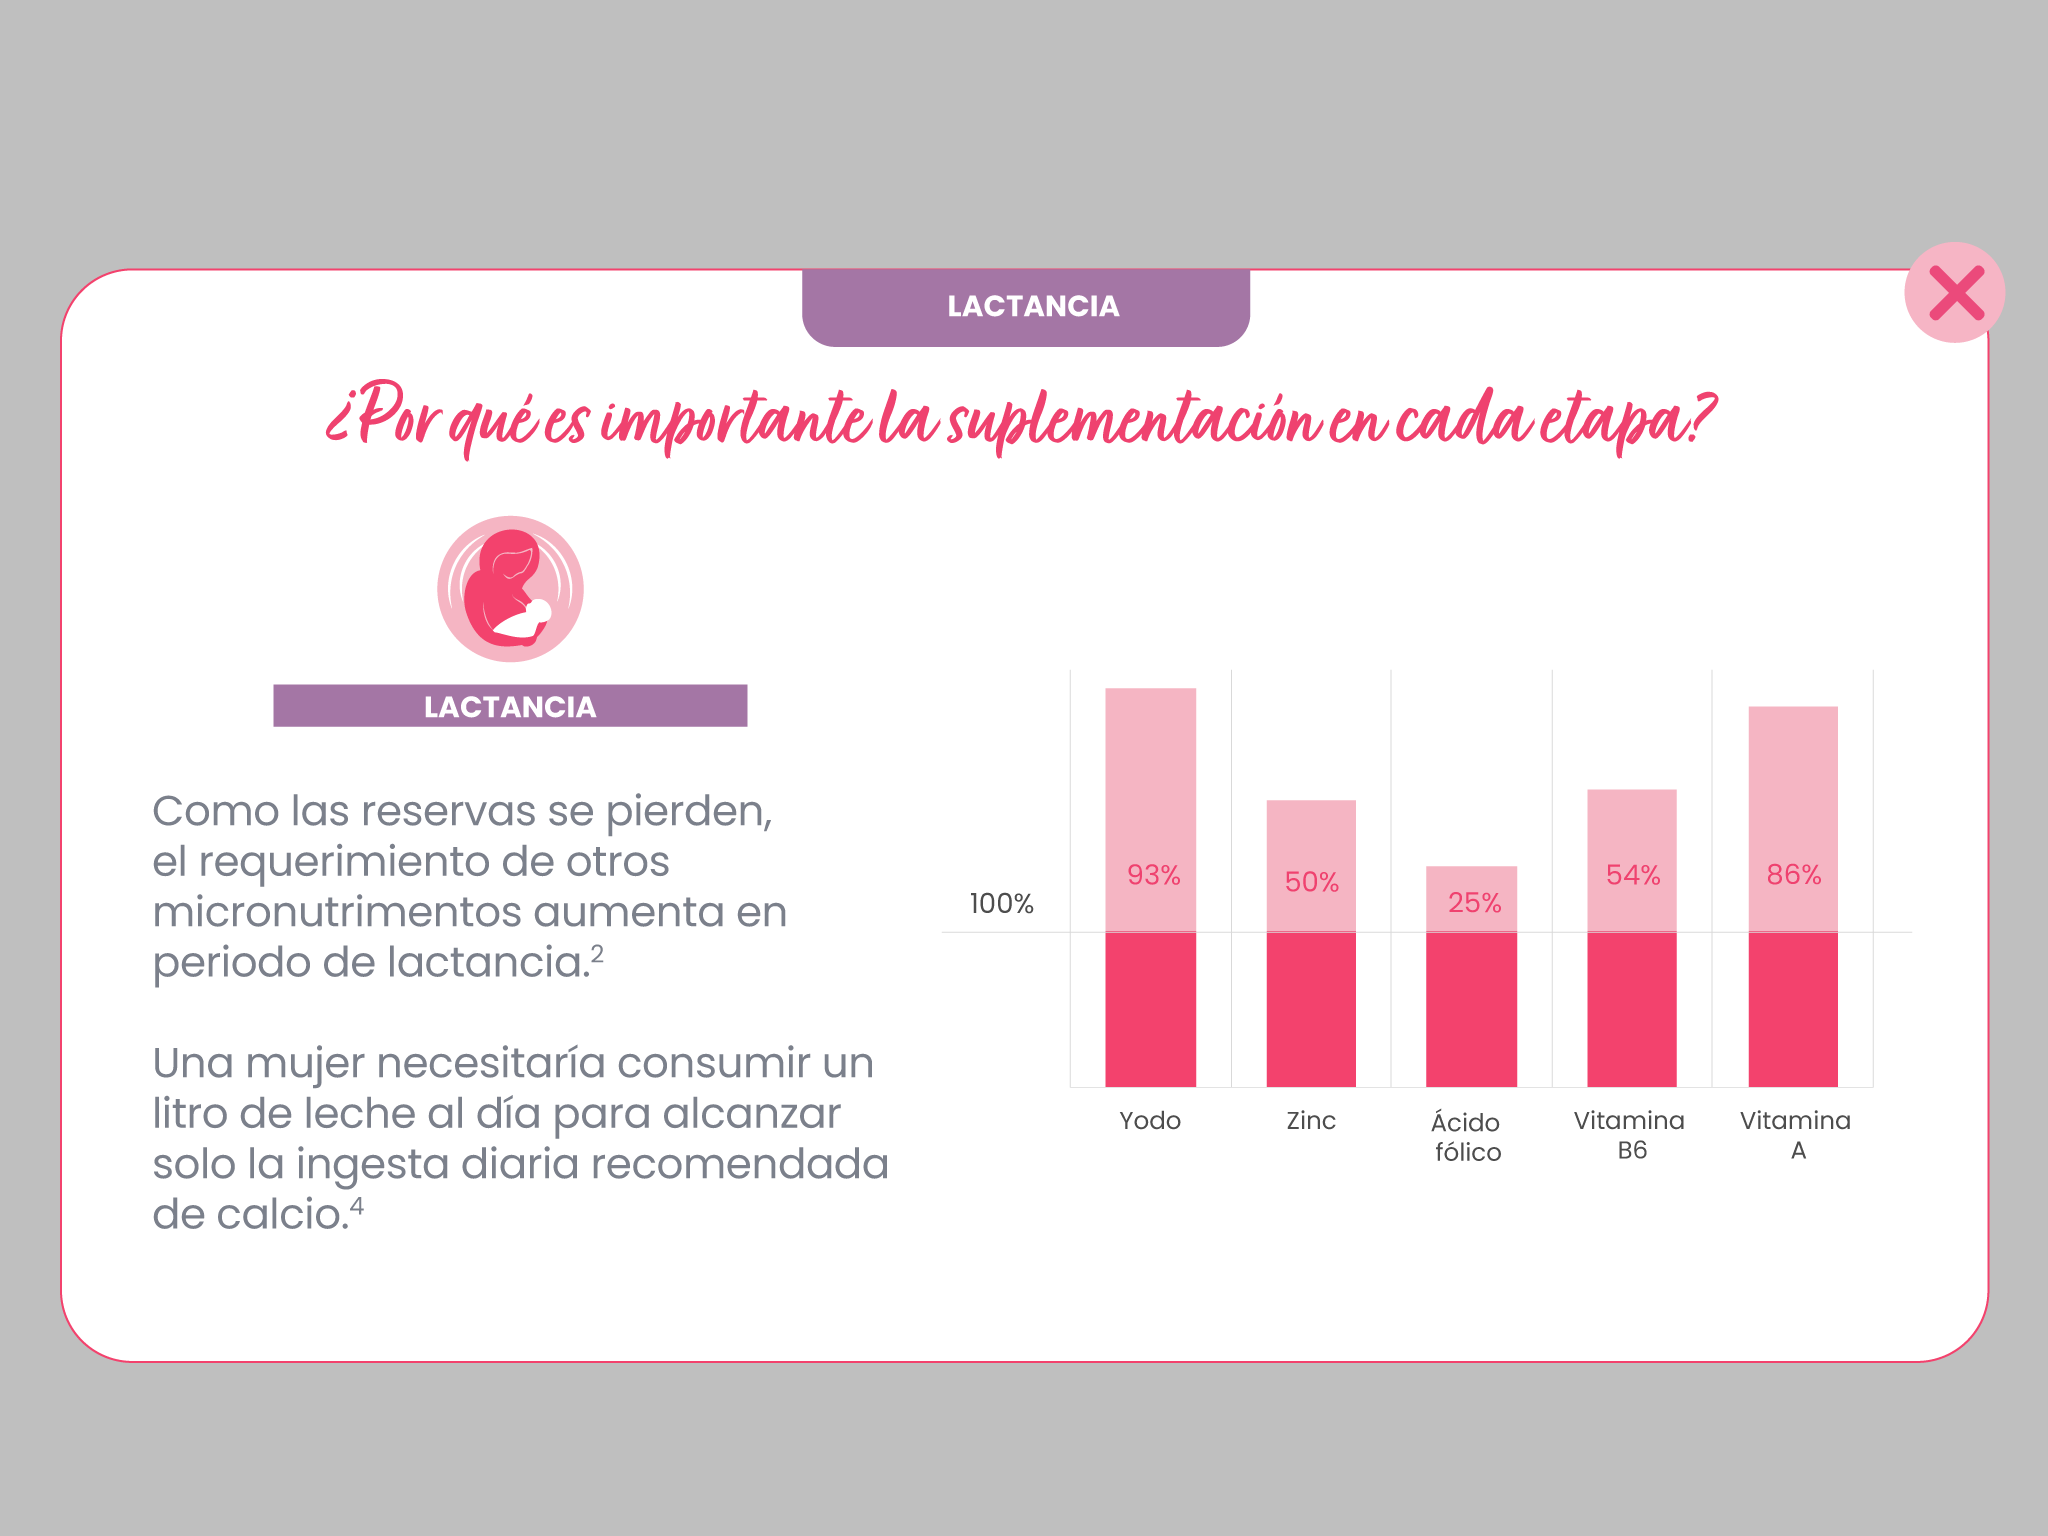 LACTANCIA
¿Por qué es importante la suplementación en cada etapa?
LACTANCIA
Como las reservas se pierden,
el requerimiento de otros
micronutrimentos aumenta en
periodo de lactancia.²
Una mujer necesitaría consumir un
litro de leche al día para alcanzar
solo la ingesta diaria recomendada
de calcio.⁴
100%
93%
50%
25%
54%
86%
Yodo
Zinc
Ácido
fólico
Vitamina
B6
Vitamina
A